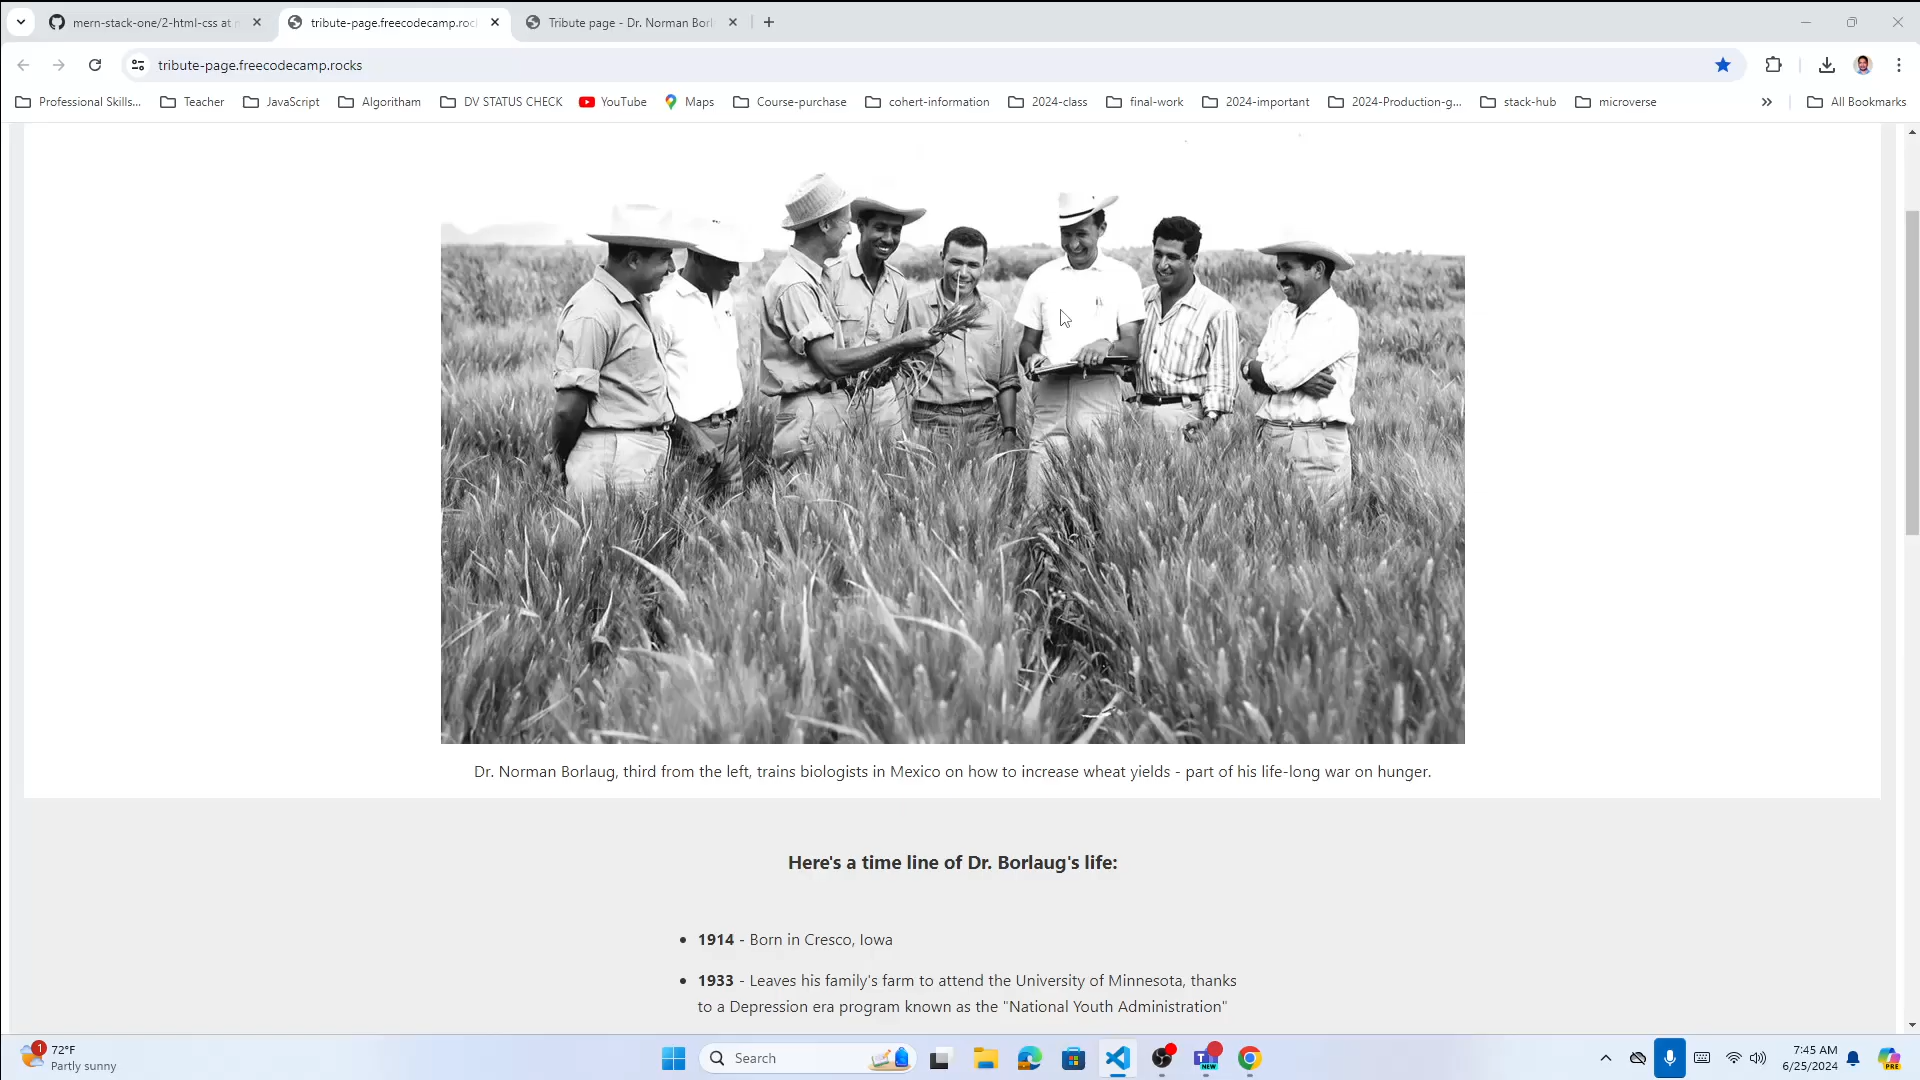 mern-stack-one/2-html-css at
tribute-page.freecodecamp.roc
Tribute page - Dr. Norman Borl
tribute-page.freecodecamp.rocks
Professional Skills...
Teacher
JavaScript
Algoritham
DV STATUS CHECK
YouTube
Maps
Course-purchase
cohert-information
2024-class
final-work
2024-important
2024-Production-g...
stack-hub
microverse
All Bookmarks
Dr. Norman Borlaug, third from the left, trains biologists in Mexico on how to increase wheat yields - part of his life-long war on hunger.
Here's a time line of Dr. Borlaug's life:
1914 - Born in Cresco, Iowa
1933 - Leaves his family's farm to attend the University of Minnesota, thanks
to a Depression era program known as the "National Youth Administration"
1
72°F
Partly sunny
Search
NEW
7:45 AM
6/25/2024
PRE